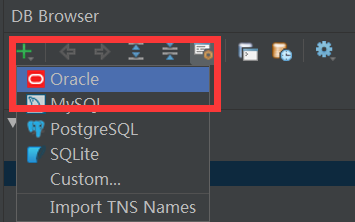 DB Browser
Oracle
MySQL
PostgreSQL
SQLite
Custom...
Import TNS Names